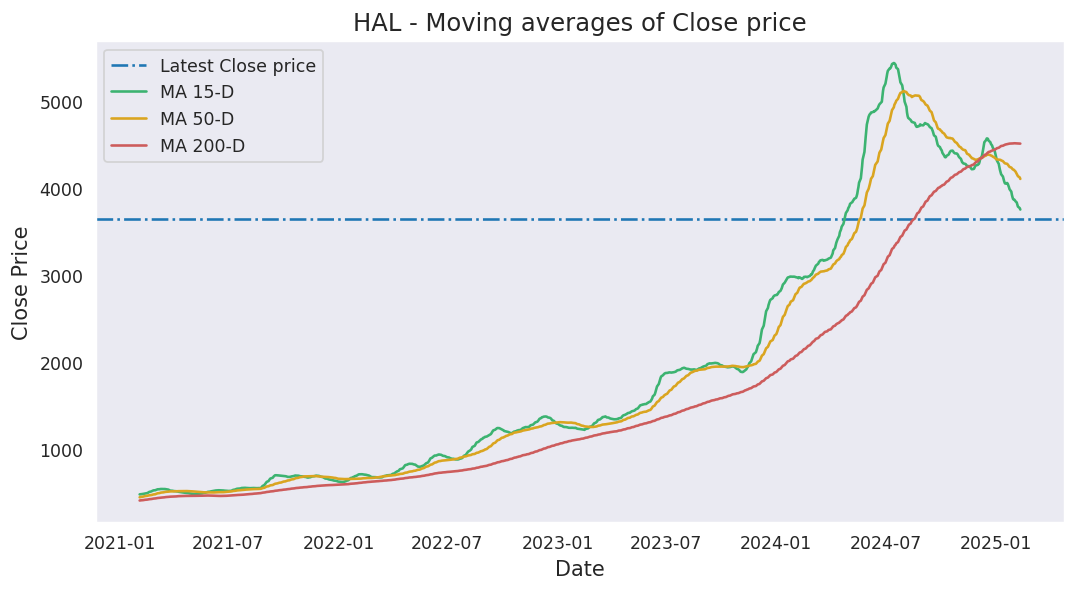 HAL - Moving averages of Close price
Latest Close price
MA 15-D
MA 50-D
MA 200-D
Close Price
5000
4000
3000
2000
1000
2021-01 2021-07 2022-01 2022-07 2023-01 2023-07 2024-01 2024-07 2025-01
Date